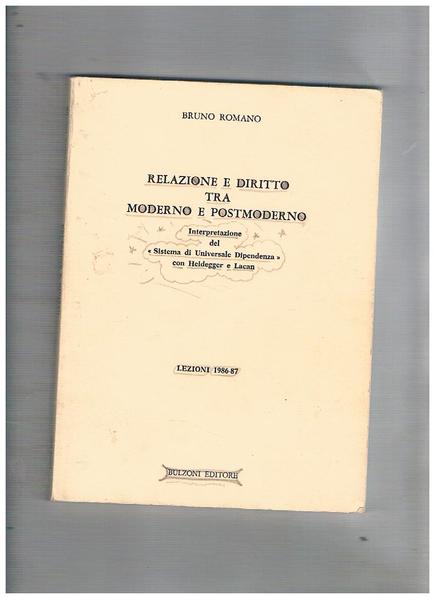 BRUNO ROMANO
RELAZIONE E DIRITTO
TRA
MODERNO E POSTMODERNO
Interpretazione
del
« Sistema di Universale Dipendenza »
con Heidegger e Lacan
LEZIONI 1986-87
BULZONI EDITORE